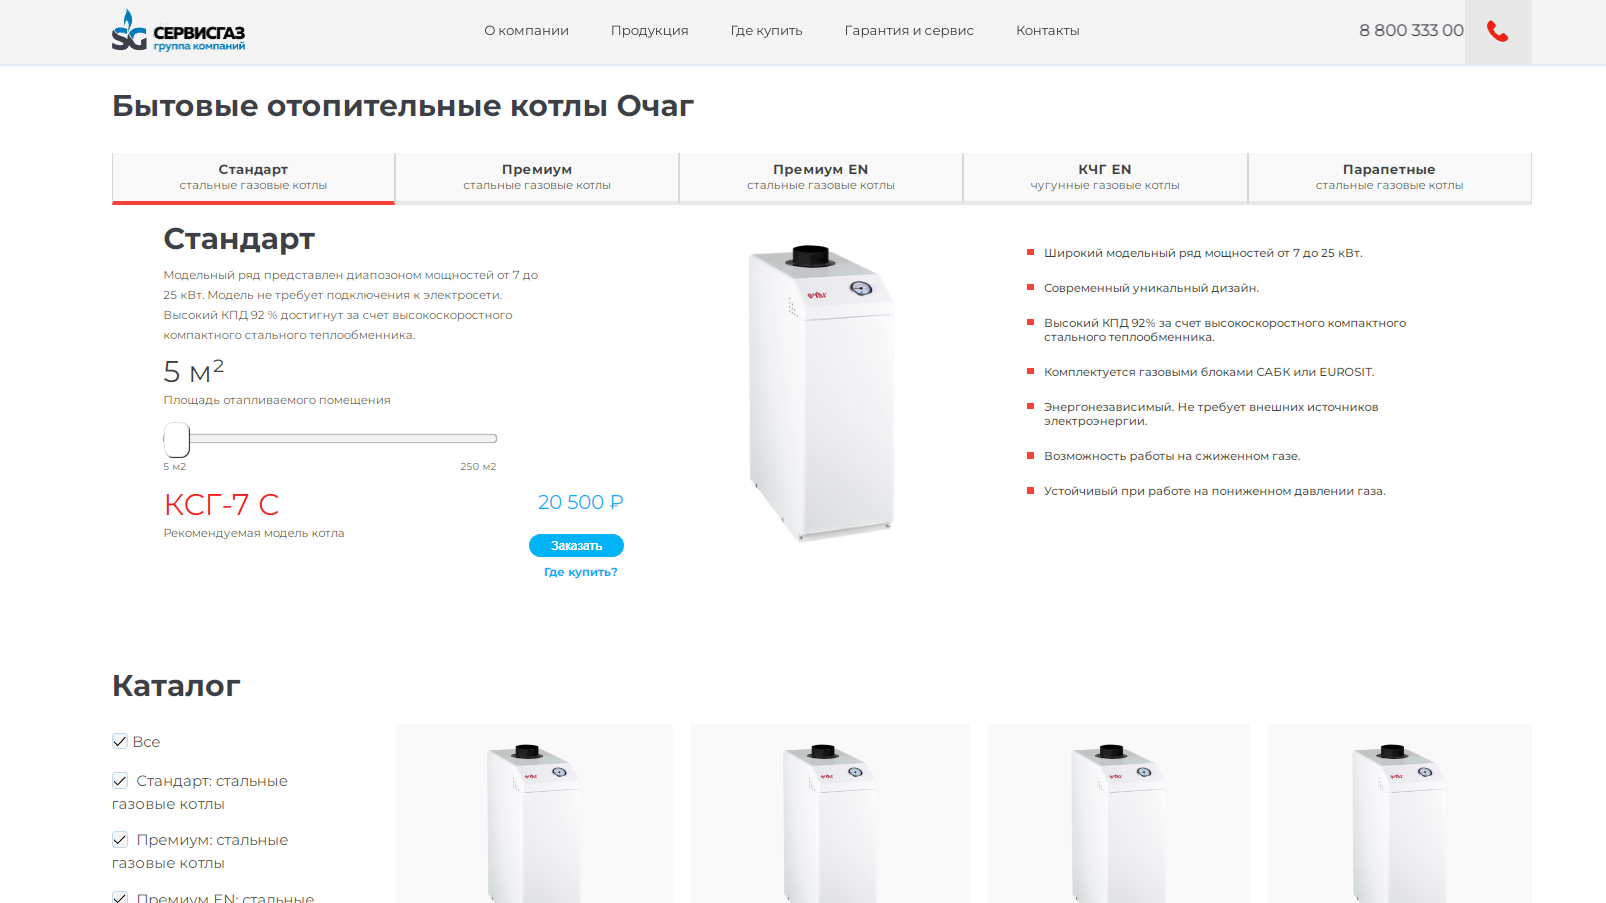 СЕРВИСГАЗ
группа компаний
О компании
Продукция
Где купить
Гарантия и сервис
Контакты
8 800 333 00
Бытовые отопительные котлы Очаг
Стандарт
стальные газовые котлы
Премиум
стальные газовые котлы
Премиум EN
стальные газовые котлы
КЧГ EN
чугунные газовые котлы
Парапетные
стальные газовые котлы
Стандарт
Модельный ряд представлен диапозоном мощностей от 7 до
25 кВт. Модель не требует подключения к электросети.
Высокий КПД 92 % достигнут за счет высокоскоростного
компактного стального теплообменника.
5 м²
Площадь отапливаемого помещения
5 м2
250 м2
КСГ-7 С
Рекомендуемая модель котла
20 500 ₽
Заказать
Где купить?
ОЧАГ
Широкий модельный ряд мощностей от 7 до 25 кВт.
Современный уникальный дизайн.
Высокий КПД 92% за счет высокоскоростного компактного
стального теплообменника.
Комплектуется газовыми блоками САБК или EUROSIT.
Энергонезависимый. Не требует внешних источников
электроэнергии.
Возможность работы на сжиженном газе.
Устойчивый при работе на пониженном давлении газа.
Каталог
Все
Стандарт: стальные
газовые котлы
Премиум: стальные
газовые котлы
Премиум EN: стальные
ОЧАГ
ОЧАГ
ОЧАГ
ОЧАГ